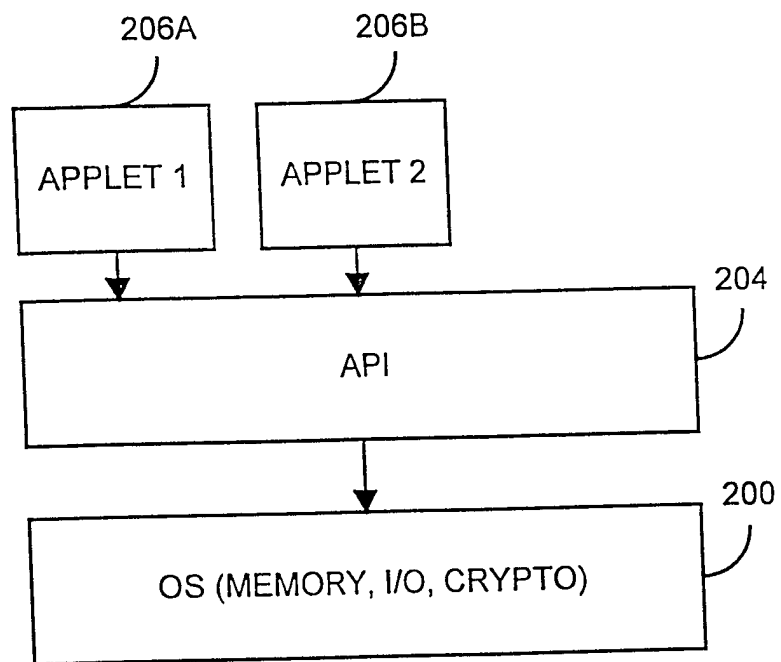 206A
206B
APPLET 1
APPLET 2
204
API
200
OS (MEMORY, I/O, CRYPTO)